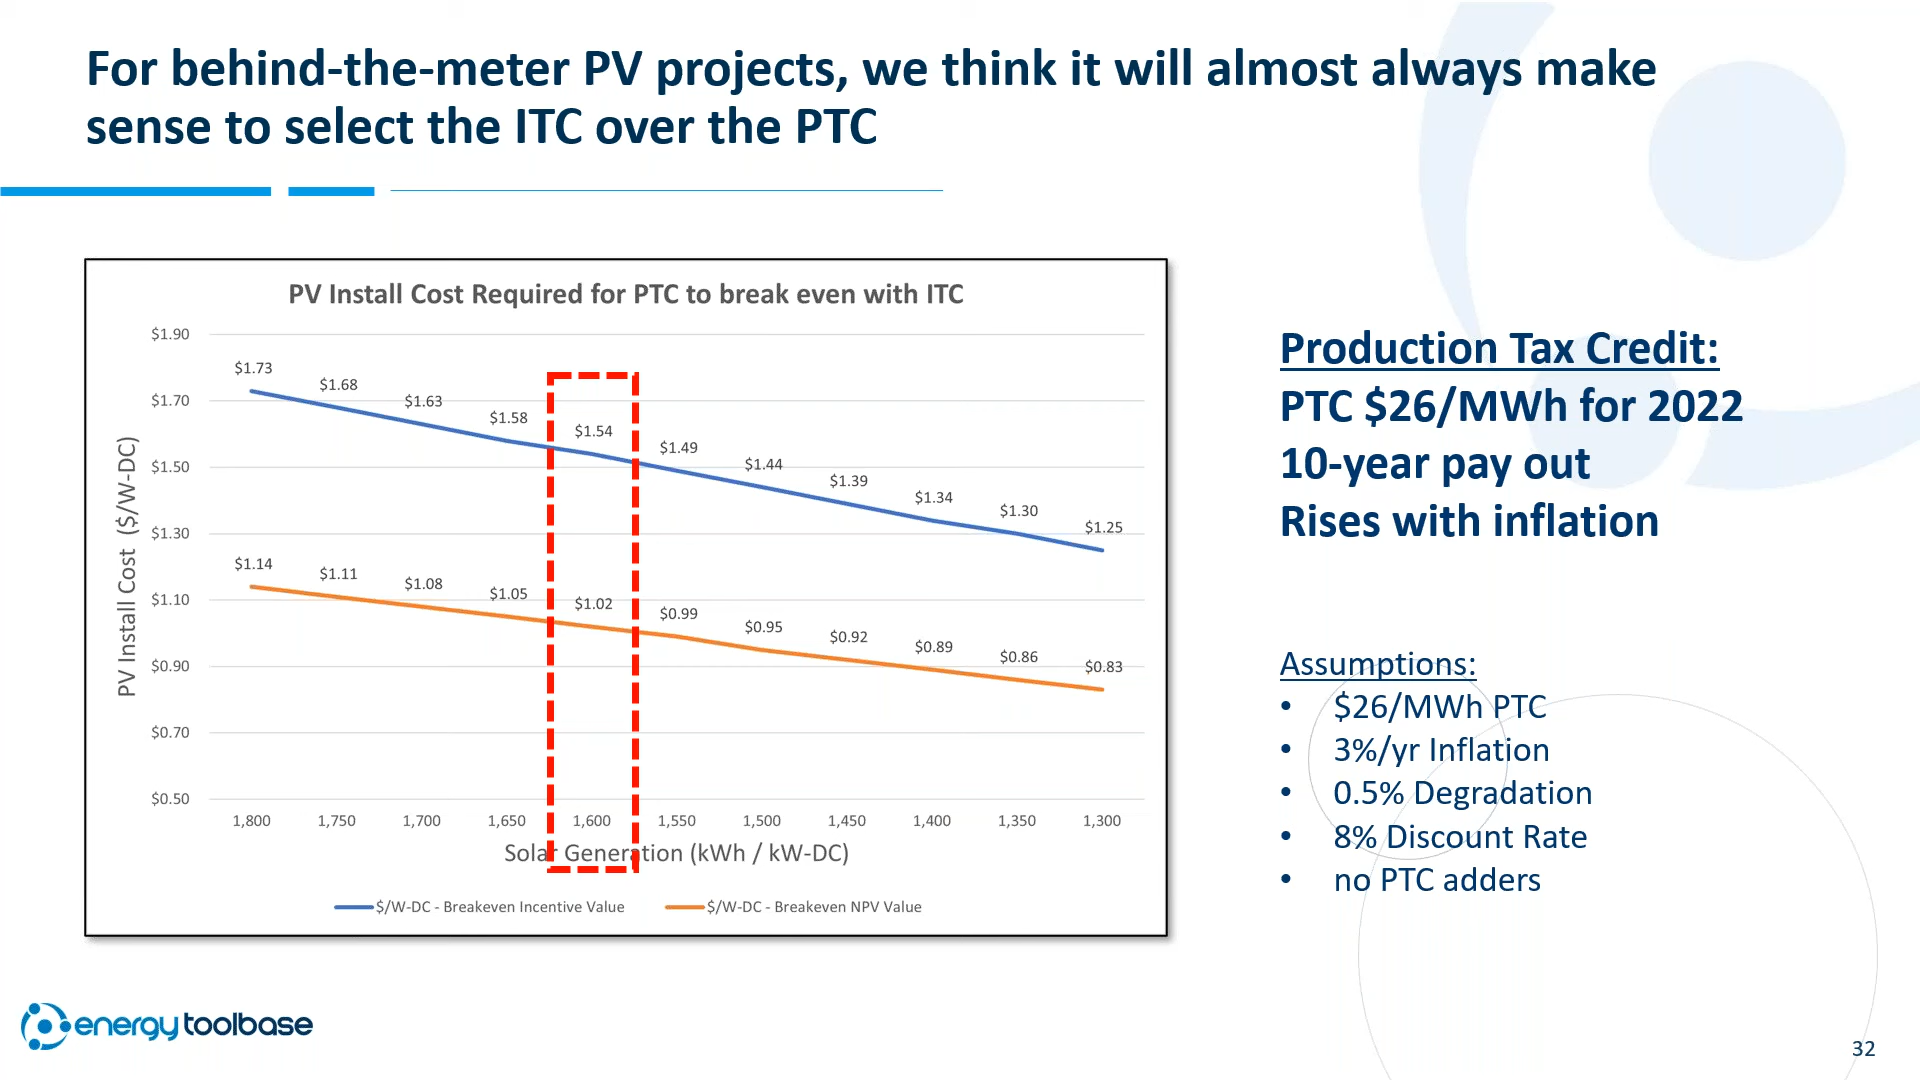 For behind-the-meter PV projects, we think it will almost always make
sense to select the ITC over the PTC
PV Install Cost Required for PTC to break even with ITC
PV Install Cost ($/W-DC)
$1.90
$1.70
$1.50
$1.30
$1.10
$0.90
$0.70
$0.50
$1.73
$1.68
$1.63
$1.58
$1.54
$1.49
$1.44
$1.39
$1.34
$1.30
$1.25
$1.14
$1.11
$1.08
$1.05
$1.02
$0.99
$0.95
$0.92
$0.89
$0.86
$0.83
1,800 1,750 1,700 1,650 1,600 1,550 1,500 1,450 1,400 1,350 1,300
Solar Generation (kWh / kW-DC)
$/W-DC - Breakeven Incentive Value $/W-DC - Breakeven NPV Value
Production Tax Credit:
PTC $26/MWh for 2022
10-year pay out
Rises with inflation
Assumptions:
• $26/MWh PTC
• 3%/yr Inflation
• 0.5% Degradation
• 8% Discount Rate
• no PTC adders
energy toolbase
32